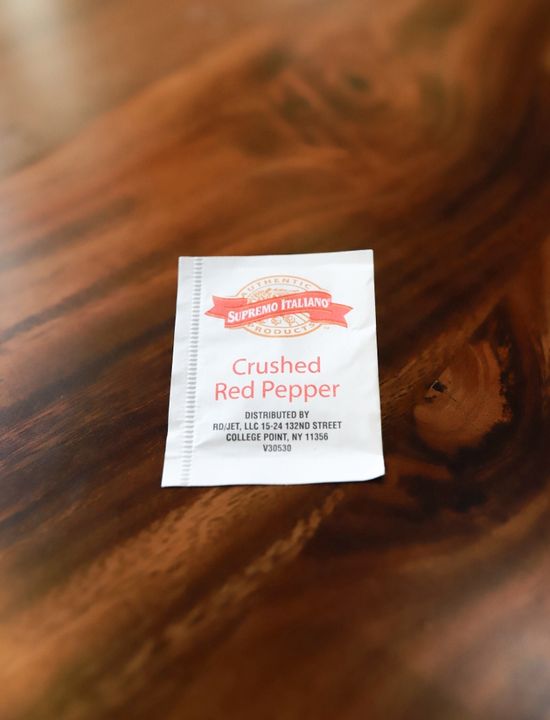 AUTHENTIC
SUPREMO ITALIANO
PRODUCTS
Crushed
Red Pepper
DISTRIBUTED BY
RD/JET, LLC 15-24 132ND STREET
COLLEGE POINT, NY 11356
V30530